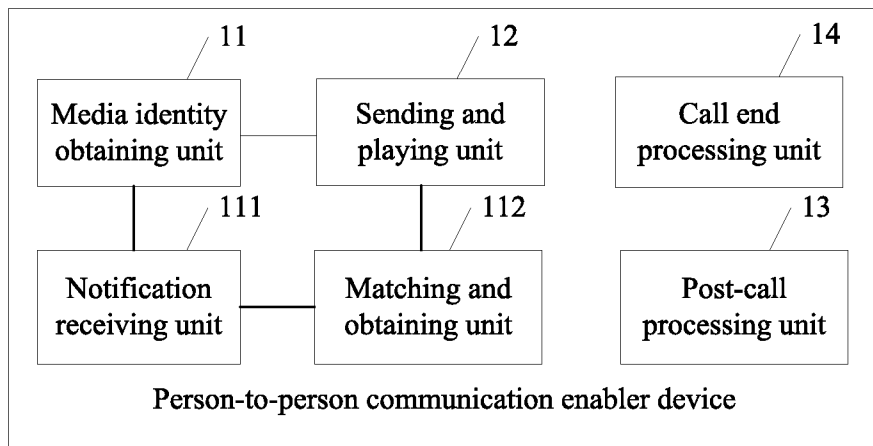 11
12
14
Media identity
obtaining unit
Sending and
playing unit
Call end
processing unit
111
112
13
Notification
receiving unit
Matching and
obtaining unit
Post-call
processing unit
Person-to-person communication enabler device